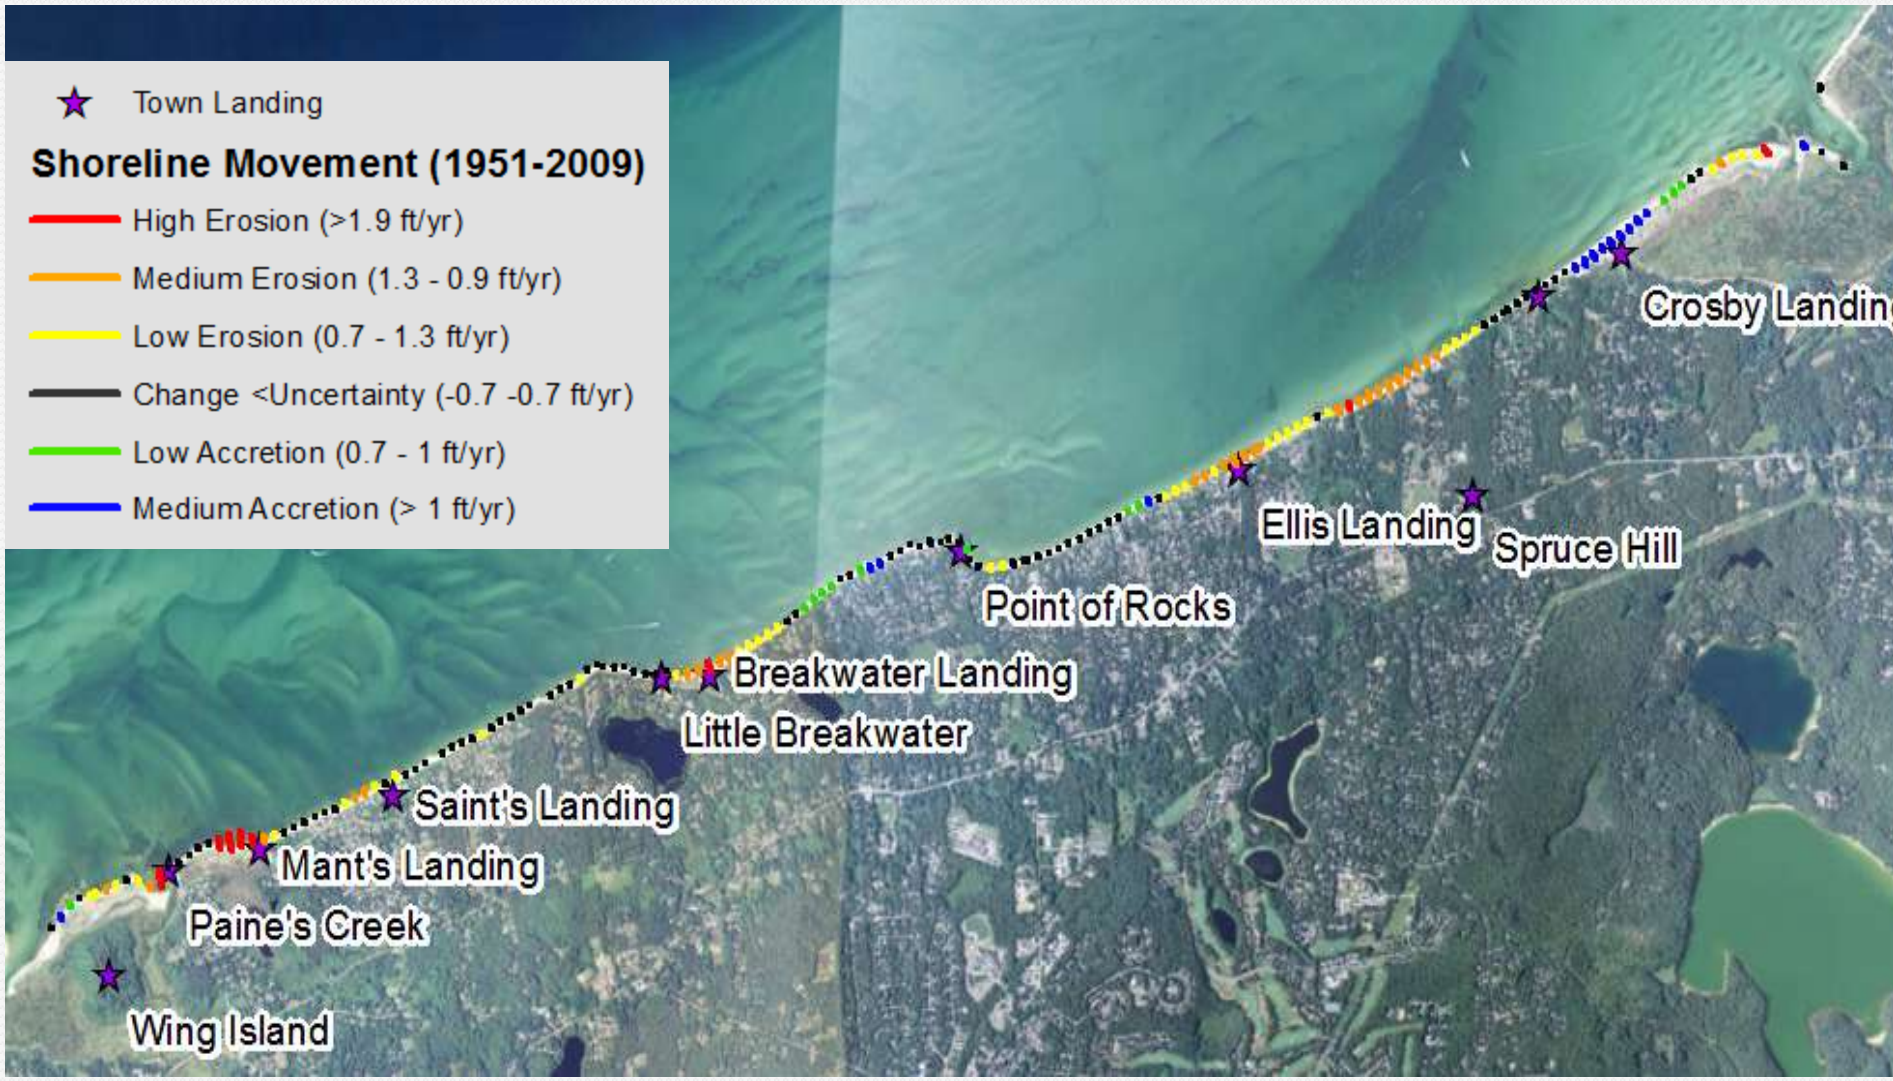 Town Landing
Shoreline Movement (1951-2009)
High Erosion (>1.9 ft/yr)
Medium Erosion (1.3 - 0.9 ft/yr)
Low Erosion (0.7 - 1.3 ft/yr)
Change <Uncertainty (-0.7 -0.7 ft/yr)
Low Accretion (0.7 - 1 ft/yr)
Medium Accretion (> 1 ft/yr)
Crosby Landin
Ellis Landing
Spruce Hill
Point of Rocks
Breakwater Landing
Little Breakwater
Saint's Landing
Mant's Landing
Paine's Creek
Wing Island